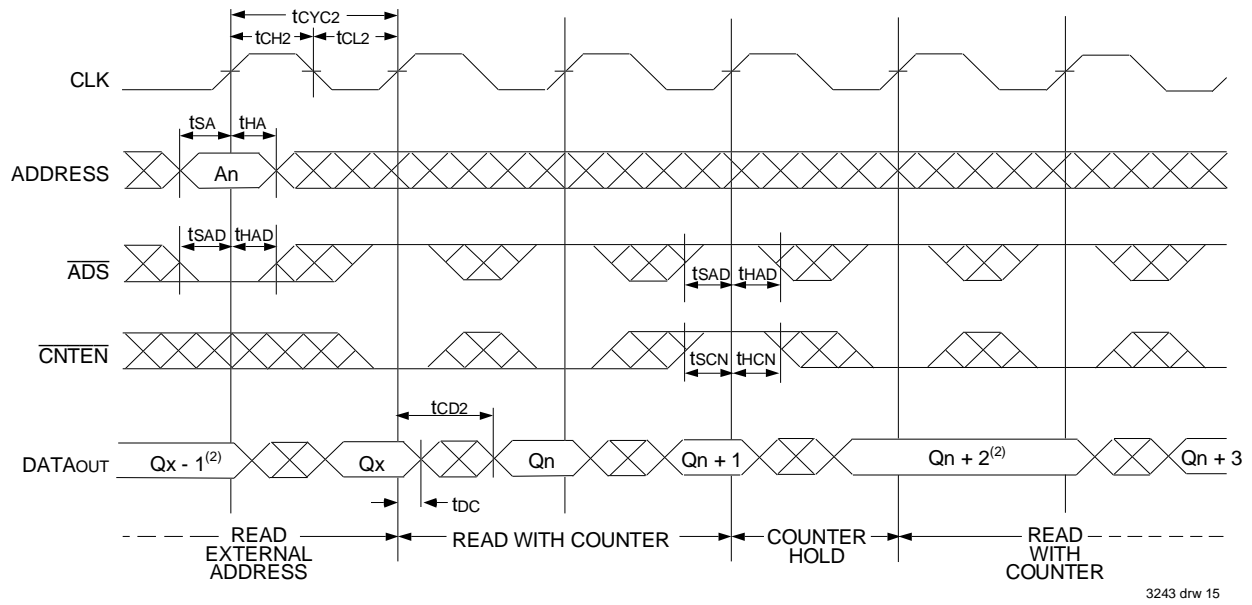 tCYC2
tCH2 tCL2
CLK
tSA tHA
ADDRESS An
tSAD tHAD
ADS
tSAD tHAD
CNTEN
tSCN tHCN
tCD2
DATAOUT Qx - 1(2) Qx Qn Qn + 1 Qn + 2(2) Qn + 3
tDC
READ EXTERNAL ADDRESS
READ WITH COUNTER
COUNTER HOLD
READ WITH COUNTER
3243 drw 15